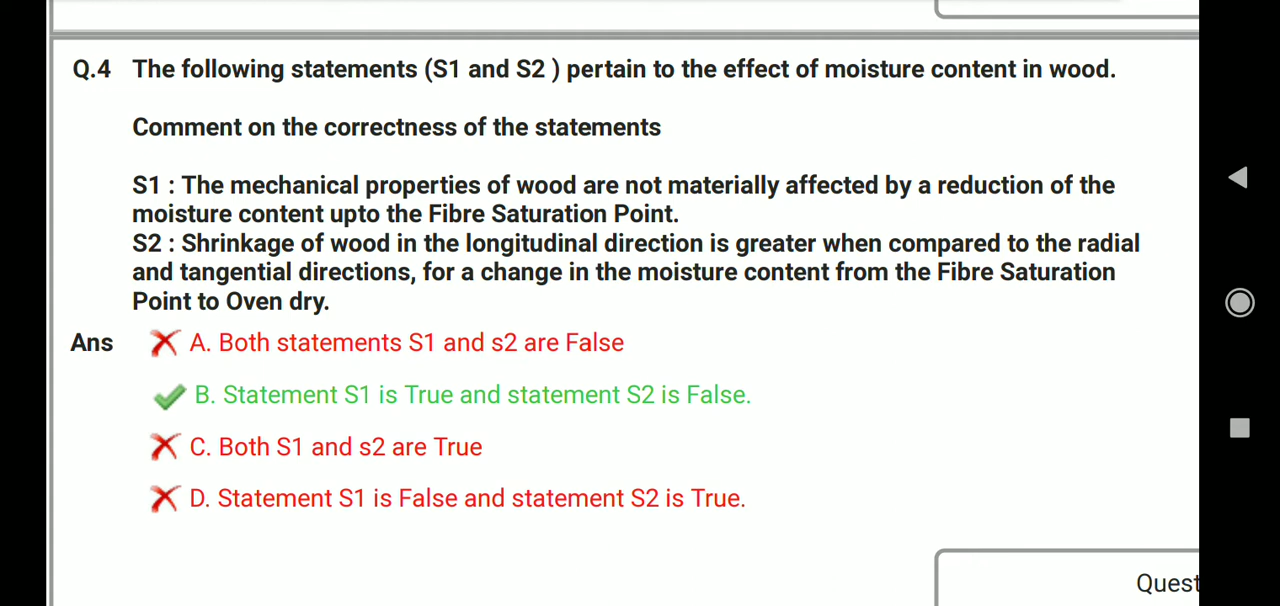 Q.4 The following statements (S1 and S2 ) pertain to the effect of moisture content in wood.
Comment on the correctness of the statements
S1 : The mechanical properties of wood are not materially affected by a reduction of the
moisture content upto the Fibre Saturation Point.
S2 : Shrinkage of wood in the longitudinal direction is greater when compared to the radial
and tangential directions, for a change in the moisture content from the Fibre Saturation
Point to Oven dry.
Ans A. Both statements S1 and s2 are False
B. Statement S1 is True and statement S2 is False.
C. Both S1 and s2 are True
D. Statement S1 is False and statement S2 is True.
Quest